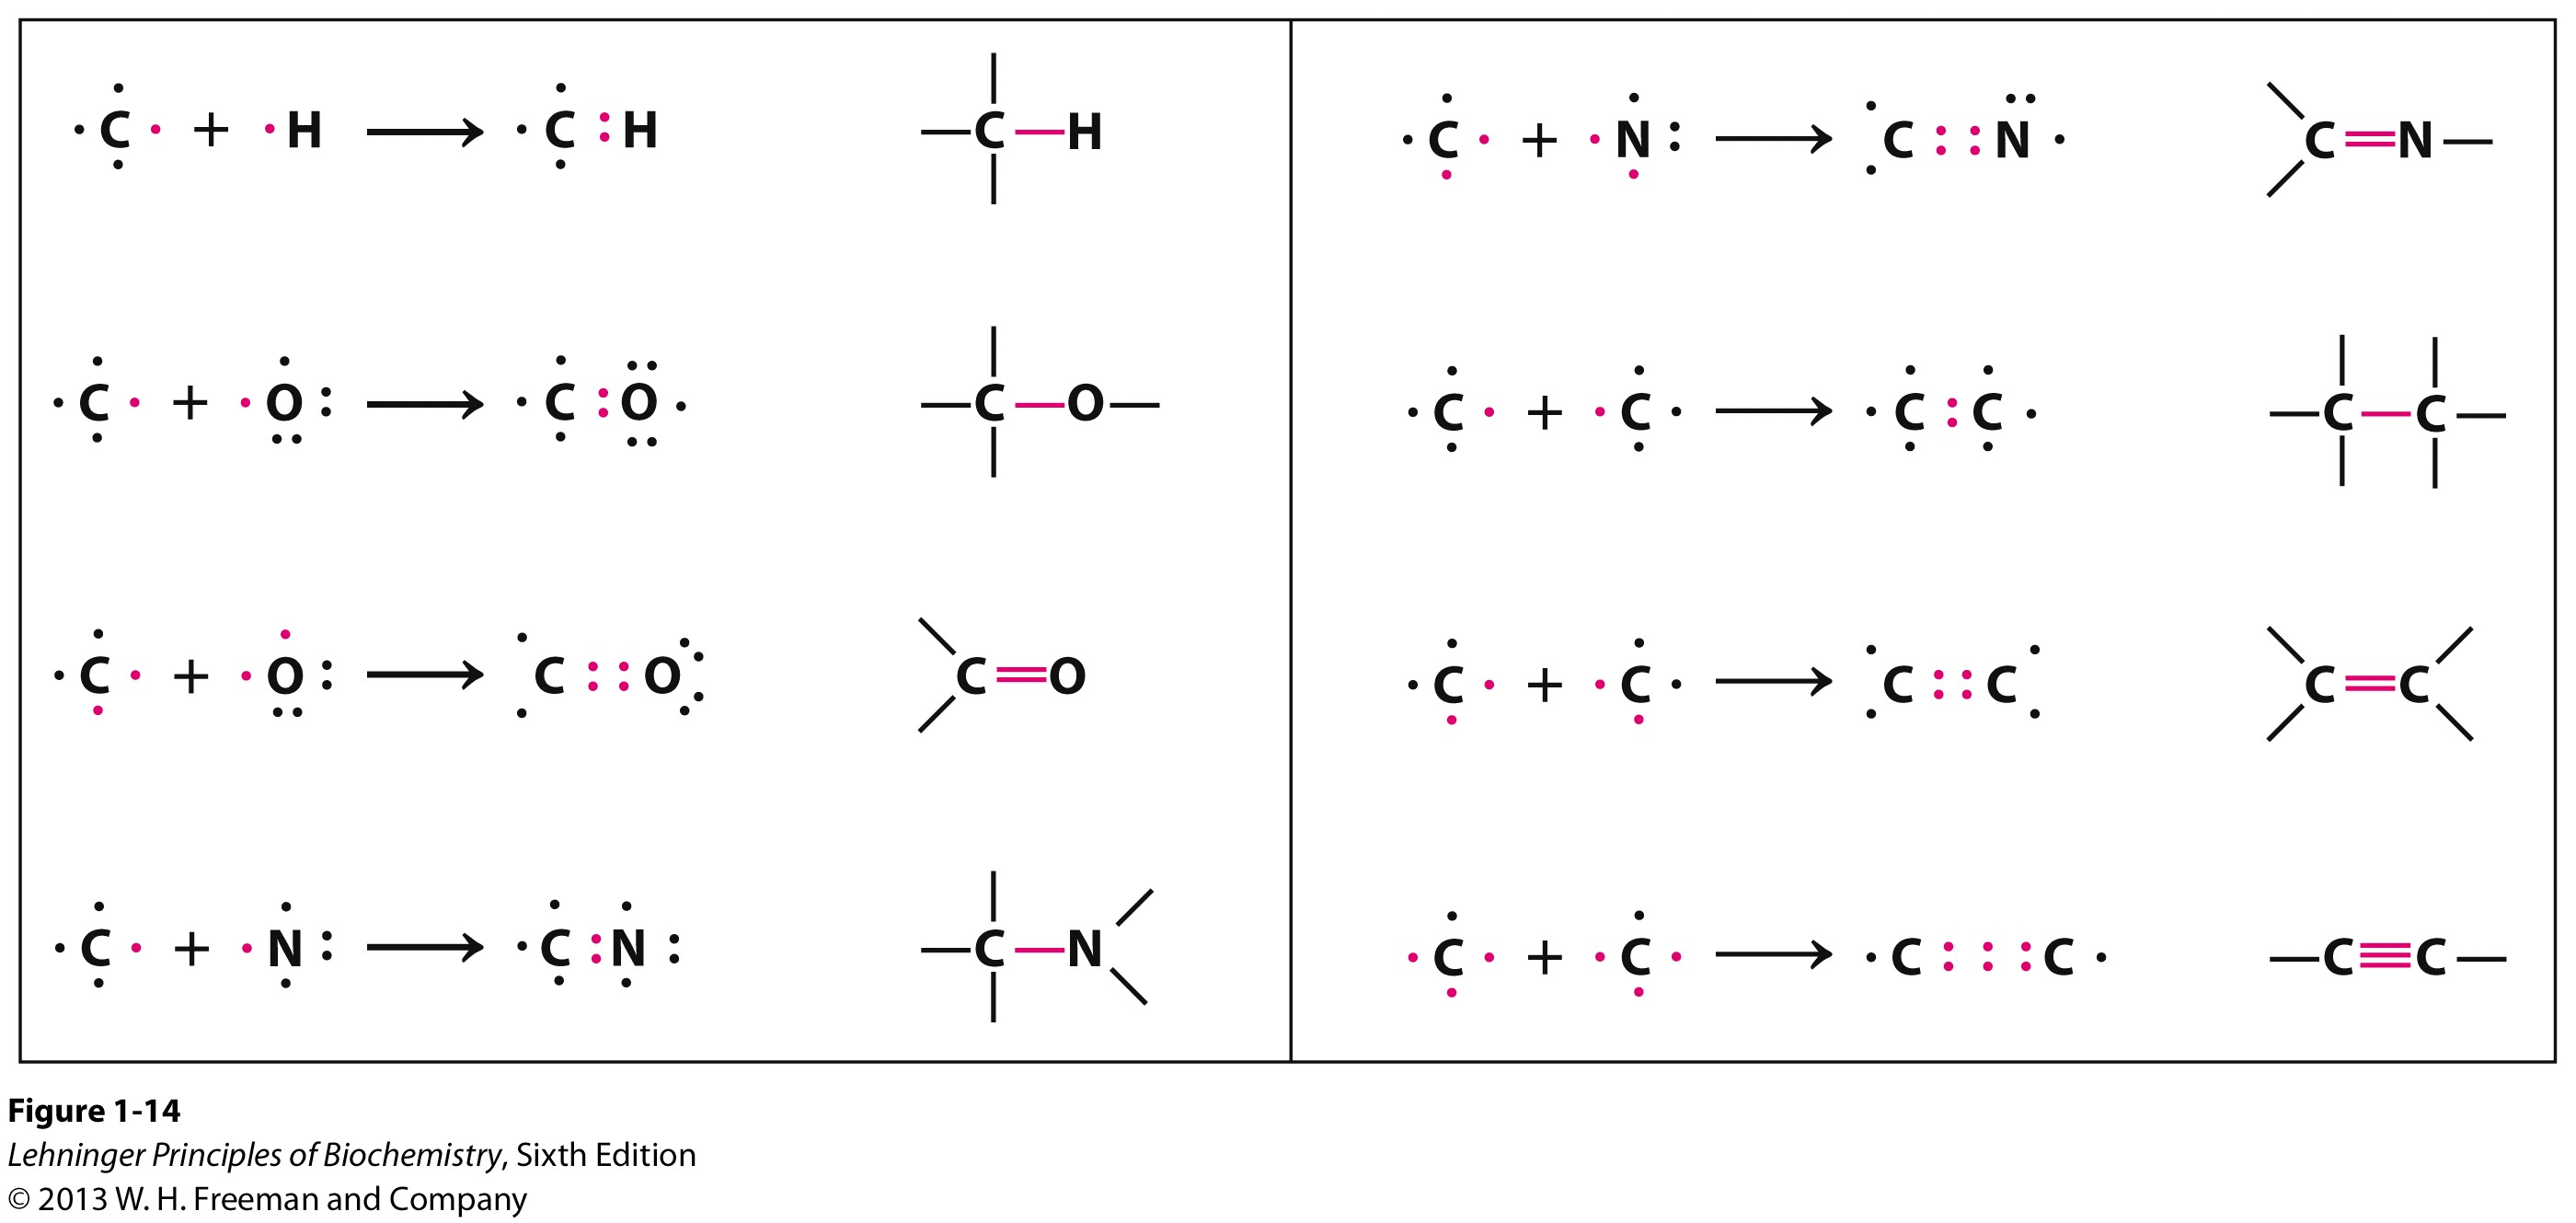 C + H → C H C H
C + O → C O C O
C + O → C O C O
C + N → C N C N
C + N → C N C N
C + C → C C C C
C + C → C C C C
C + C → C C C C
Figure 1-14
Lehninger Principles of Biochemistry, Sixth Edition
© 2013 W. H. Freeman and Company